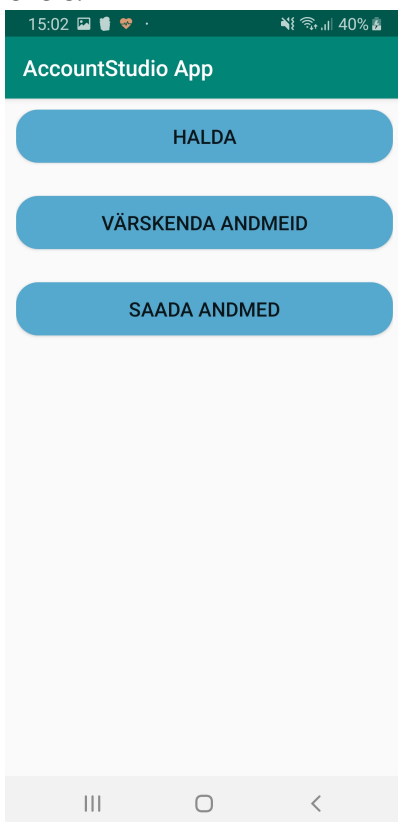 15:02
40%
AccountStudio App
HALDA
VÄRSKENDA ANDMEID
SAADA ANDMED